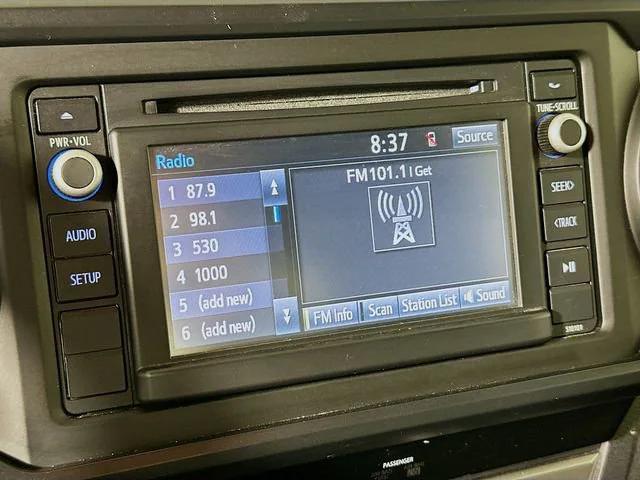 PWR•VOL
AUDIO
SETUP
Radio
8:37
Source
1 87.9
2 98.1
3 530
4 1000
5 (add new)
6 (add new)
FM101.1 I Get
FM Info
Scan
Station List
Sound
TUNE•SCROLL
SEEK>
<TRACK
510104
PASSENGER